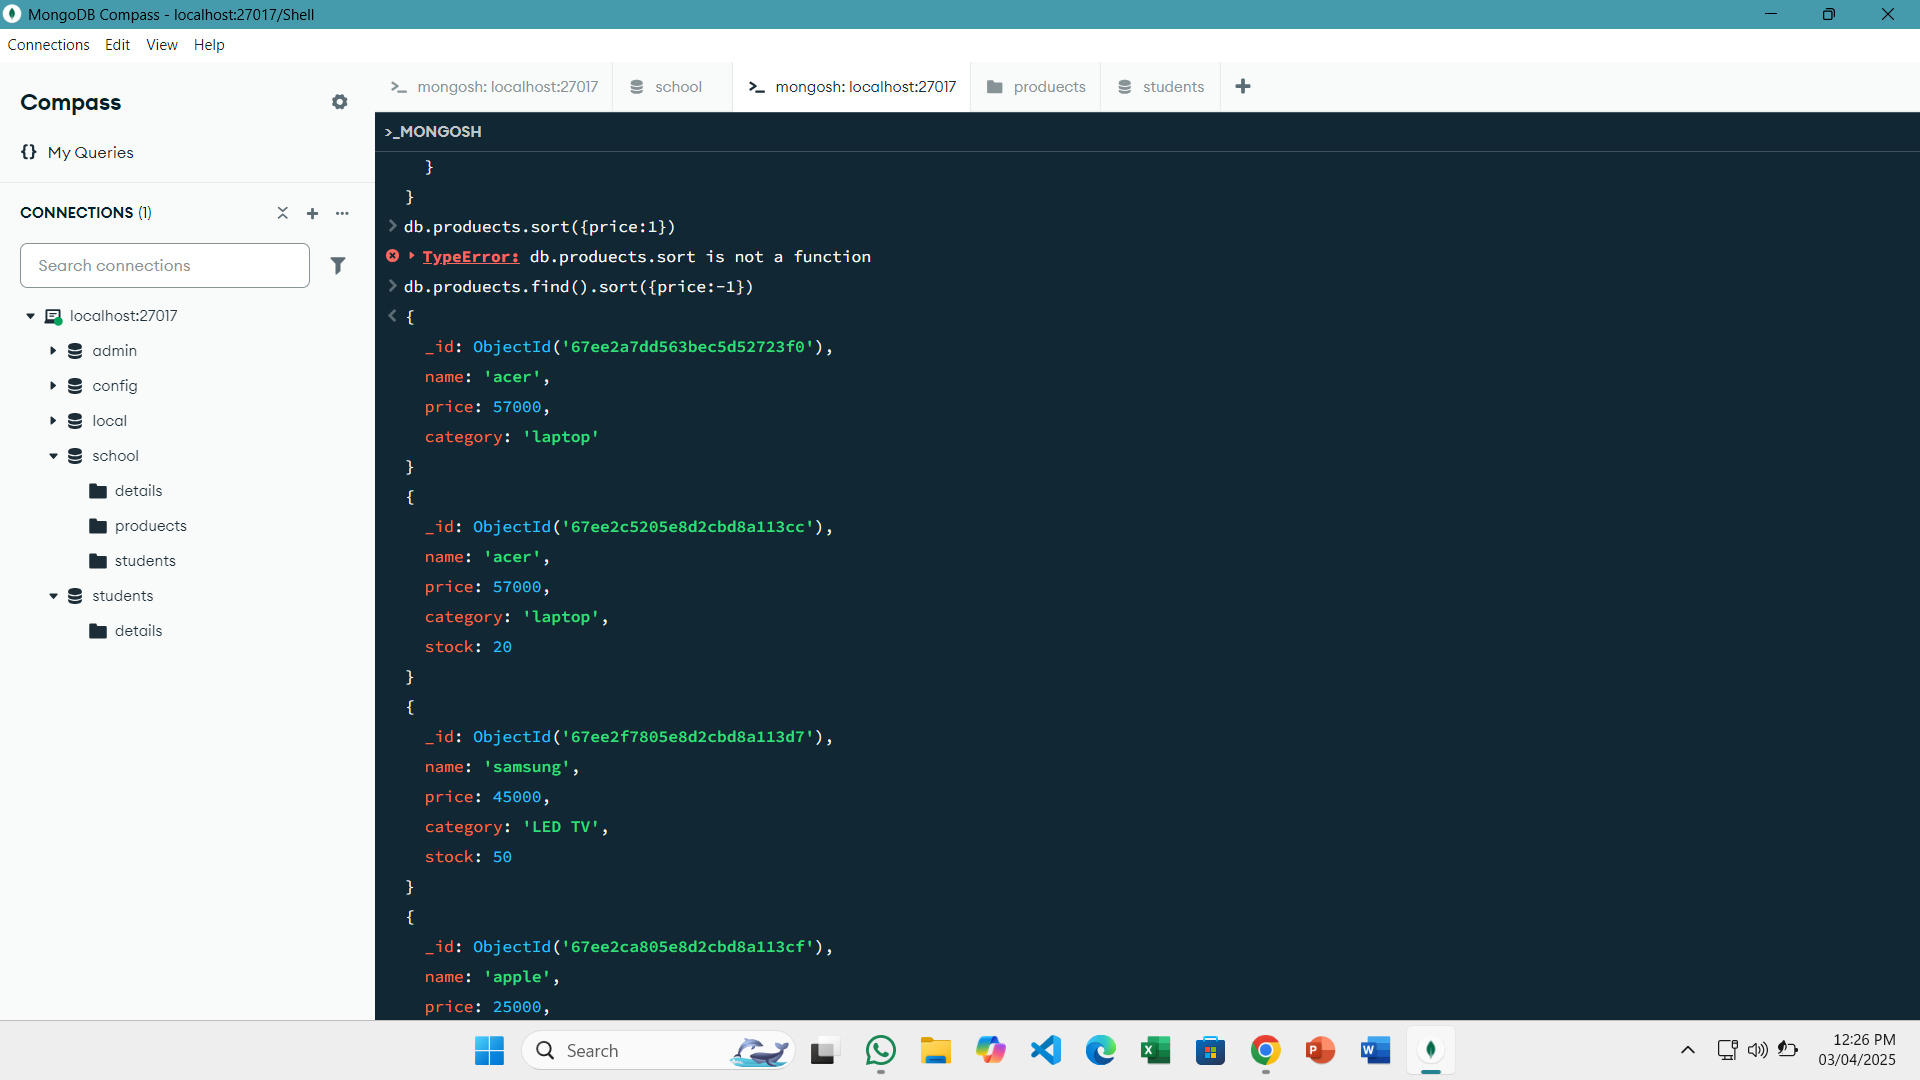 MongoDB Compass - localhost:27017/Shell
Connections Edit View Help
Compass
{} My Queries
CONNECTIONS (1)
Search connections
localhost:27017
admin
config
local
school
details
produects
students
students
details
mongosh: localhost:27017
school
mongosh: localhost:27017
produects
students
>_MONGOSH
}
}
db.produects.sort({price:1})
TypeError: db.produects.sort is not a function
db.produects.find().sort({price:-1})
{
_id: ObjectId('67ee2a7dd563bec5d52723f0'),
name: 'acer',
price: 57000,
category: 'laptop'
}
{
_id: ObjectId('67ee2c5205e8d2cbd8a113cc'),
name: 'acer',
price: 57000,
category: 'laptop',
stock: 20
}
{
_id: ObjectId('67ee2f7805e8d2cbd8a113d7'),
name: 'samsung',
price: 45000,
category: 'LED TV',
stock: 50
}
{
_id: ObjectId('67ee2ca805e8d2cbd8a113cf'),
name: 'apple',
price: 25000,
Search
12:26 PM
03/04/2025